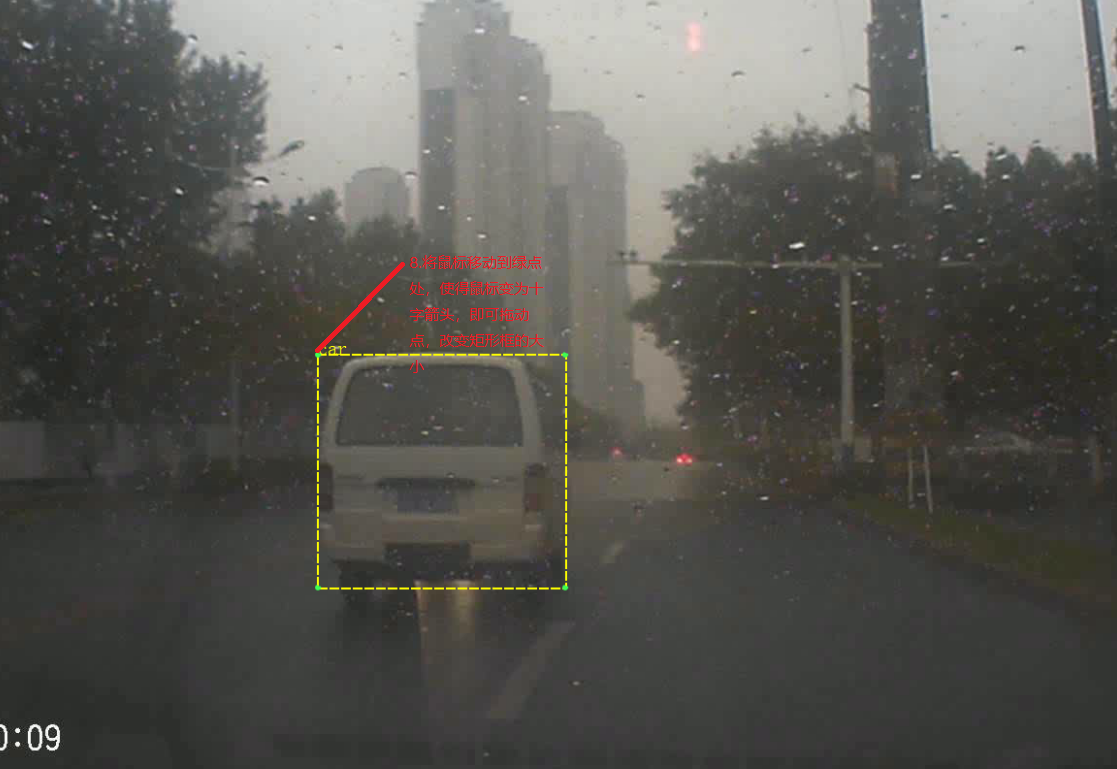 8.将鼠标移动到绿点
处，使得鼠标变为十
字箭头，即可拖动
点，改变矩形框的大
小
car
0:09